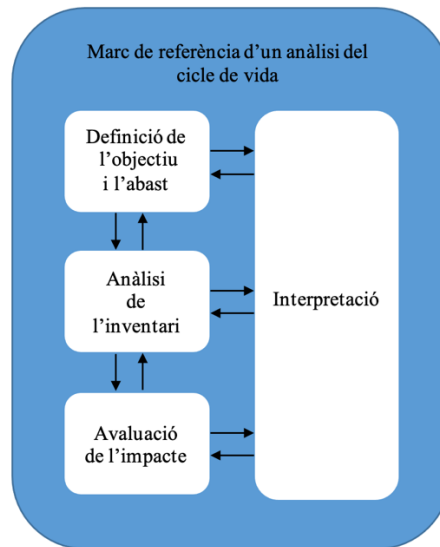 Marc de referència d'un anàlisi del
cicle de vida
Definició de
l'objectiu
i l'abast
Anàlisi
de
l'inventari
Interpretació
Avaluació
de l'impacte